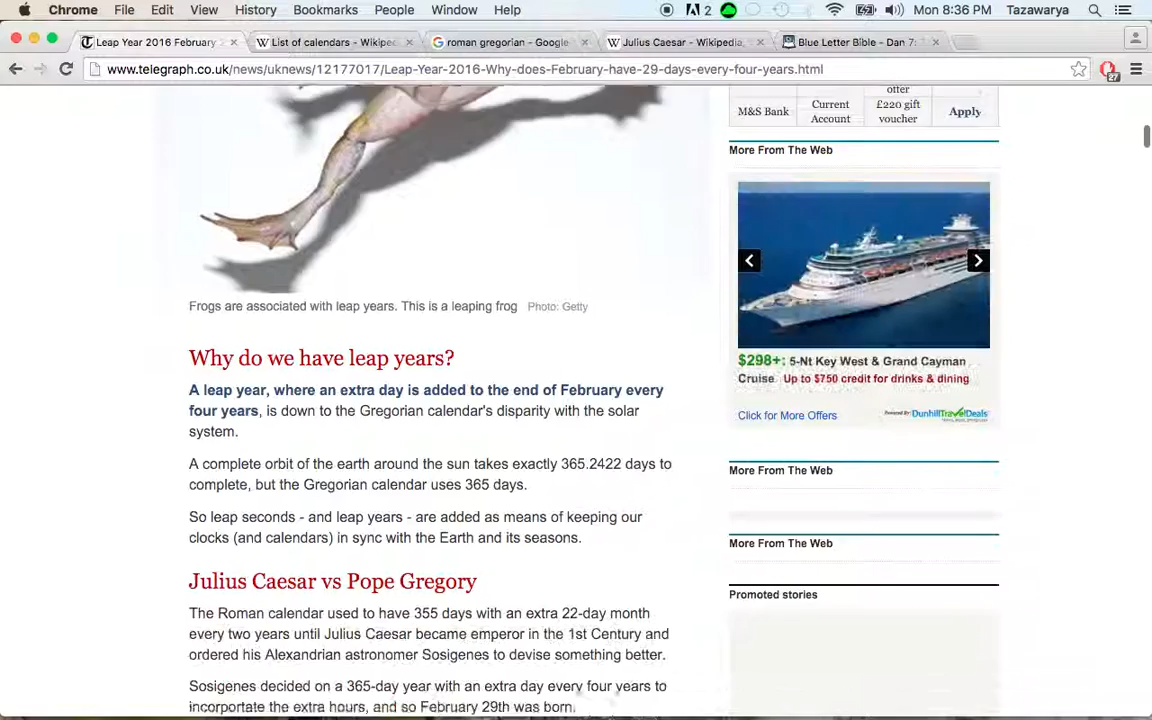 Chrome File Edit View History Bookmarks People Window Help 2 Mon 8:36 PM Tazawarya
Leap Year 2016 February List of calendars - Wikipe roman gregorian - Google Julius Caesar - Wikipedia, Blue Letter Bible - Dan 7:
www.telegraph.co.uk/news/uknews/12177017/Leap-Year-2016-Why-does-February-have-29-days-every-four-years.html 27
offer
M&S Bank Current Account £220 gift voucher Apply
More From The Web
$298+: 5-Nt Key West & Grand Cayman
Cruise Up to $750 credit for drinks & dining
Click for More Offers Powered By: DunhillTravelDeals
Frogs are associated with leap years. This is a leaping frog Photo: Getty
Why do we have leap years?
A leap year, where an extra day is added to the end of February every
four years, is down to the Gregorian calendar's disparity with the solar
system.
A complete orbit of the earth around the sun takes exactly 365.2422 days to
complete, but the Gregorian calendar uses 365 days.
So leap seconds - and leap years - are added as means of keeping our
clocks (and calendars) in sync with the Earth and its seasons.
Julius Caesar vs Pope Gregory
The Roman calendar used to have 355 days with an extra 22-day month
every two years until Julius Caesar became emperor in the 1st Century and
ordered his Alexandrian astronomer Sosigenes to devise something better.
Sosigenes decided on a 365-day year with an extra day every four years to
incorportate the extra hours, and so February 29th was born.
More From The Web
More From The Web
Promoted stories